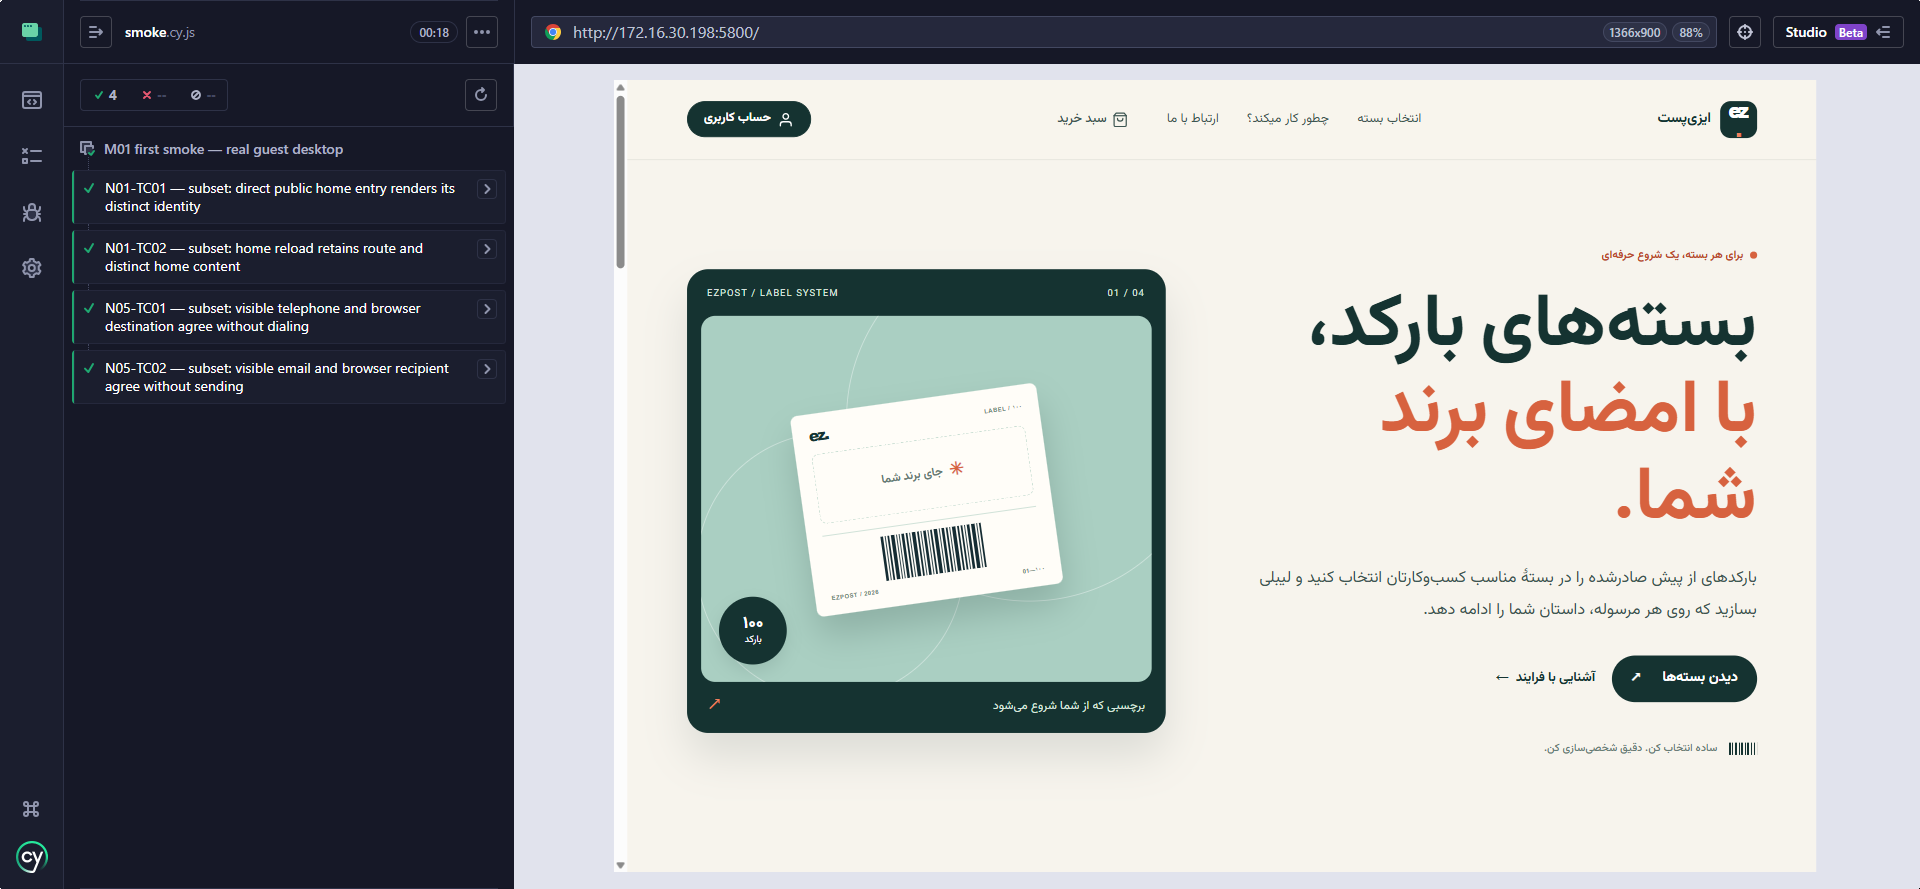 smoke.cy.js
00:18
4
--
--
M01 first smoke — real guest desktop
N01-TC01 — subset: direct public home entry renders its
distinct identity
N01-TC02 — subset: home reload retains route and
distinct home content
N05-TC01 — subset: visible telephone and browser
destination agree without dialing
N05-TC02 — subset: visible email and browser recipient
agree without sending
cy
http://172.16.30.198:5800/
1366x900
88%
Studio
Beta
ez.
ایزی‌پست
انتخاب بسته
چطور کار میکند؟
ارتباط با ما
سبد خرید
حساب کاربری
برای هر بسته، یک شروع حرفه‌ای
بسته‌های بارکد،
با امضای برند
شما.
بارکدهای از پیش صادرشده را در بستهٔ مناسب کسب‌وکارتان انتخاب کنید و لیبلی
بسازید که روی هر مرسوله، داستان شما را ادامه دهد.
دیدن بسته‌ها ↗
آشنایی با فرایند ←
ساده انتخاب کن. دقیق شخصی‌سازی کن.
EZPOST / LABEL SYSTEM
01 / 04
LABEL / ۱۰۰
ez.
جای برند شما
EZPOST / 2026
۱۰۰
بارکد
برچسبی که از شما شروع می‌شود
↗